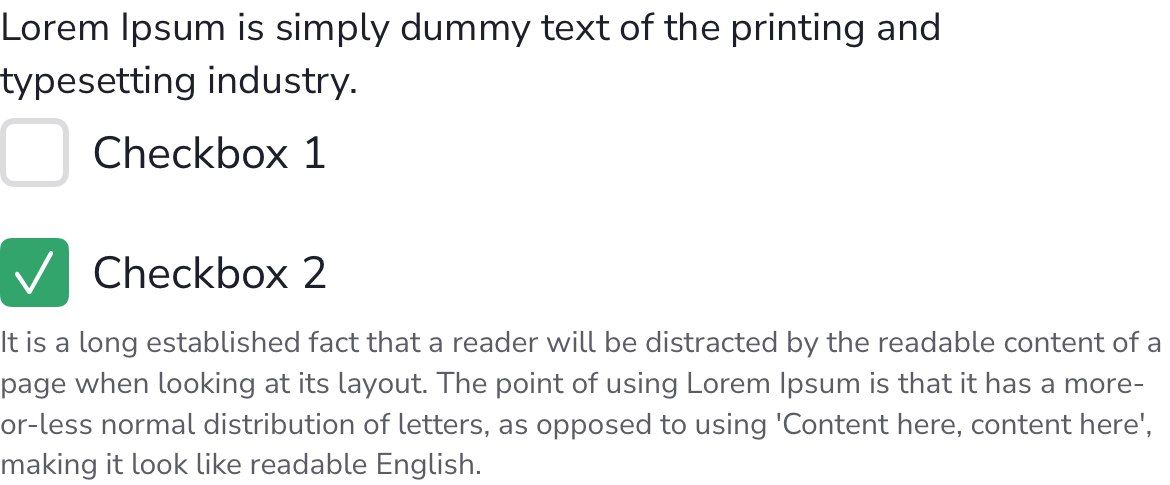 Lorem Ipsum is simply dummy text of the printing and
typesetting industry.
Checkbox 1
Checkbox 2
It is a long established fact that a reader will be distracted by the readable content of a
page when looking at its layout. The point of using Lorem Ipsum is that it has a more-
or-less normal distribution of letters, as opposed to using 'Content here, content here',
making it look like readable English.